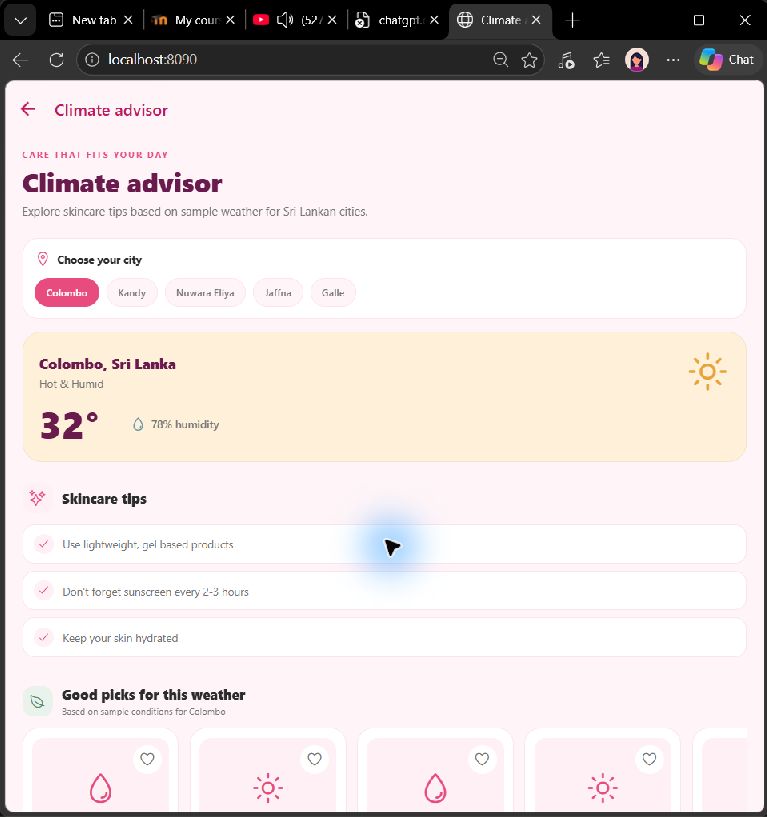 New tab
My cour
(527
chatgpt.
Climate a
localhost:8090
Chat
Climate advisor
CARE THAT FITS YOUR DAY
Climate advisor
Explore skincare tips based on sample weather for Sri Lankan cities.
Choose your city
Colombo
Kandy
Nuwara Eliya
Jaffna
Galle
Colombo, Sri Lanka
Hot & Humid
32°
78% humidity
Skincare tips
Use lightweight, gel based products
Don't forget sunscreen every 2-3 hours
Keep your skin hydrated
Good picks for this weather
Based on sample conditions for Colombo